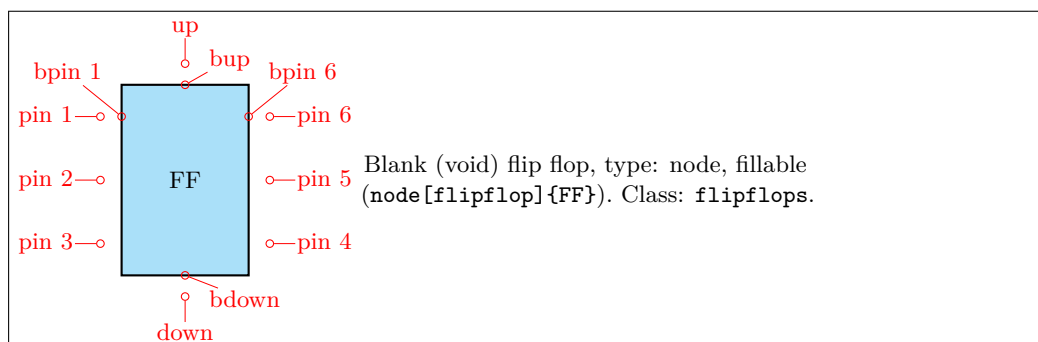 up
bup
bpin 1
bpin 6
pin 1
pin 6
pin 2
FF
pin 5
pin 3
pin 4
bdown
down
Blank (void) flip flop, type: node, fillable
(node[flipflop]{FF}). Class: flipflops.